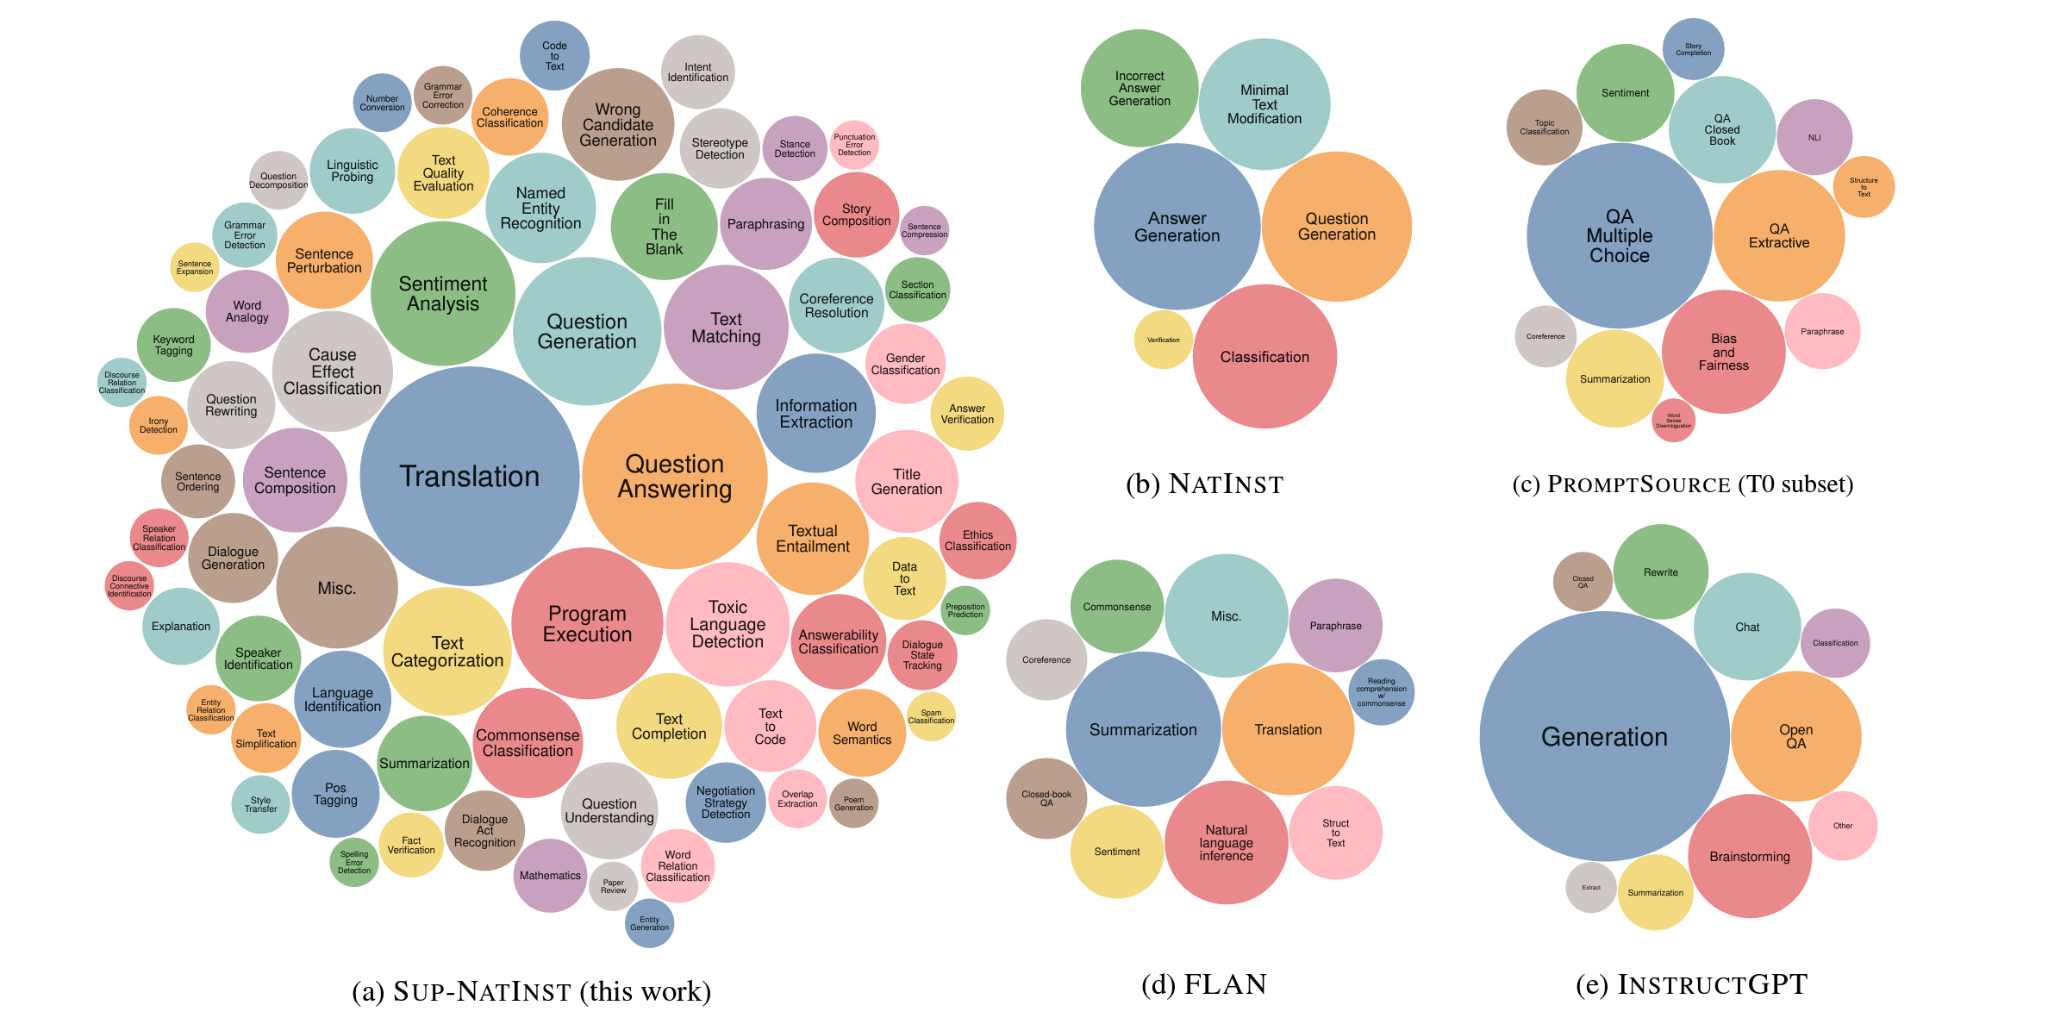 Code
to
Text
Intent
Identification
Number
Conversion
Grammar
Error
Correction
Coherence
Classification
Wrong
Candidate
Generation
Stereotype
Detection
Stance
Detection
Punctuation
Error
Detection
Question
Decomposition
Linguistic
Probing
Text
Quality
Evaluation
Named
Entity
Recognition
Fill
in
The
Blank
Paraphrasing
Story
Composition
Sentence
Compression
Grammar
Error
Detection
Sentence
Expansion
Sentence
Perturbation
Sentiment
Analysis
Question
Generation
Text
Matching
Coreference
Resolution
Section
Classification
Word
Analogy
Keyword
Tagging
Cause
Effect
Classification
Gender
Classification
Discourse
Relation
Classification
Question
Rewriting
Information
Extraction
Answer
Verification
Irony
Detection
Sentence
Ordering
Sentence
Composition
Translation
Question
Answering
Title
Generation
Speaker
Relation
Classification
Dialogue
Generation
Misc.
Textual
Entailment
Ethics
Classification
Data
to
Text
Discourse
Connective
Identification
Explanation
Program
Execution
Toxic
Language
Detection
Preposition
Prediction
Speaker
Identification
Text
Categorization
Answerability
Classification
Dialogue
State
Tracking
Entity
Relation
Classification
Language
Identification
Text
Simplification
Summarization
Commonsense
Classification
Text
Completion
Text
to
Code
Word
Semantics
Spam
Classification
Style
Transfer
Pos
Tagging
Question
Understanding
Negotiation
Strategy
Detection
Overlap
Extraction
Poem
Generation
Spelling
Error
Detection
Fact
Verification
Dialogue
Act
Recognition
Mathematics
Paper
Review
Word
Relation
Classification
Entity
Generation
(a) SUP-NATINST (this work)
Incorrect
Answer
Generation
Minimal
Text
Modification
Answer
Generation
Question
Generation
Verification
Classification
(b) NATINST
Story
Completion
Sentiment
Topic
Classification
QA
Closed
Book
NLI
Structure
to
Text
QA
Multiple
Choice
QA
Extractive
Coreference
Bias
and
Fairness
Paraphrase
Summarization
Word
Sense
Disambiguation
(c) PROMPTSOURCE (T0 subset)
Commonsense
Misc.
Paraphrase
Coreference
Reading
comprehension
w/
commonsense
Summarization
Translation
Closed-book
QA
Sentiment
Natural
language
inference
Struct
to
Text
(d) FLAN
Closed
QA
Rewrite
Chat
Classification
Generation
Open
QA
Other
Brainstorming
Extract
Summarization
(e) INSTRUCTGPT